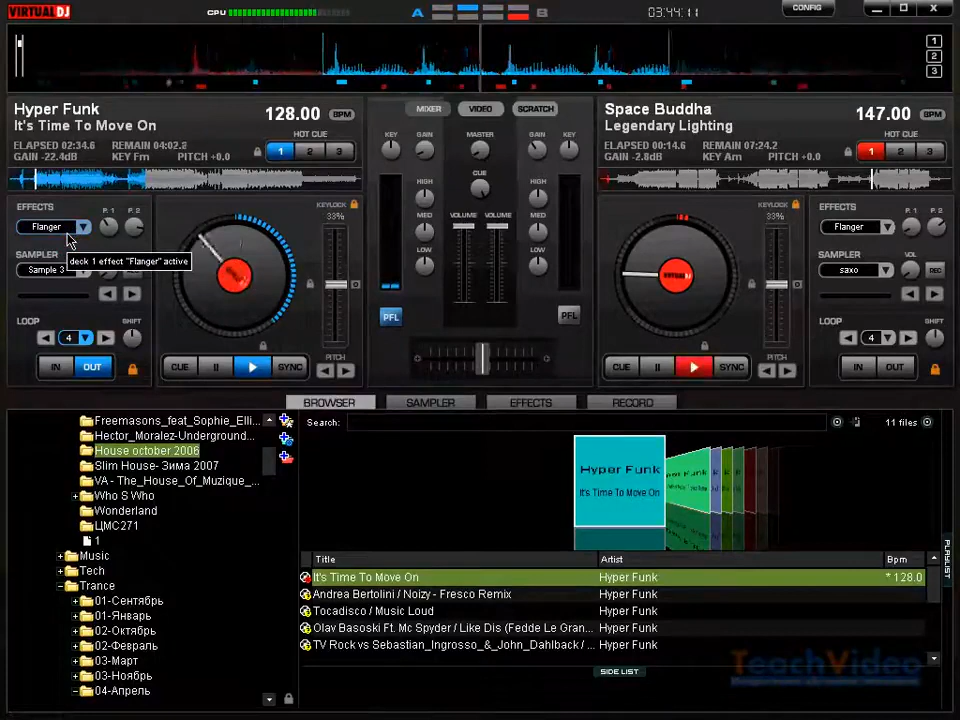 VIRTUAL DJ
CPU
A
B
03:44:11
CONFIG
1
2
3
Hyper Funk
It's Time To Move On
128.00 BPM
HOT CUE
ELAPSED 02:34.6 REMAIN 04:02.2
GAIN -22.4dB KEY Fm PITCH +0.0
1 2 3
MIXER VIDEO SCRATCH
Space Buddha
Legendary Lighting
147.00 BPM
HOT CUE
ELAPSED 00:14.6 REMAIN 07:24.2
GAIN -2.8dB KEY Am PITCH +0.0
1 2 3
KEY GAIN MASTER GAIN KEY
CUE
HIGH HIGH
MED VOLUME VOLUME MED
LOW LOW
PFL PFL
EFFECTS
Flanger
P. 1 P. 2
deck 1 effect "Flanger" active
SAMPLER
Sample 3
LOOP
SHIFT
4
IN OUT
KEYLOCK
33%
CUE SYNC
PITCH
VIRTUAL DJ
KEYLOCK
33%
CUE SYNC
PITCH
EFFECTS
Flanger
P. 1 P. 2
SAMPLER
VOL
saxo
REC
LOOP
SHIFT
4
IN OUT
BROWSER SAMPLER EFFECTS RECORD
Freemasons_feat_Sophie_Elli...
Hector_Moralez-Underground...
House october 2006
Slim House- Зима 2007
VA - The_House_Of_Muzique_...
Who S Who
Wonderland
ЦМС271
1
Music
Tech
Trance
01-Сентябрь
01-Январь
02-Октябрь
02-Февраль
03-Март
03-Ноябрь
04-Апрель
Search:
11 files
Hyper Funk
It's Time To Move On
Title Artist Bpm
It's Time To Move On Hyper Funk * 128.0
Andrea Bertolini / Noizy - Fresco Remix Hyper Funk
Tocadisco / Music Loud Hyper Funk
Olav Basoski Ft. Mc Spyder / Like Dis (Fedde Le Gran... Hyper Funk
TV Rock vs Sebastian_Ingrosso_&_John_Dahlback / ... Hyper Funk
SIDE LIST
PLAYLIST
TeachVideo